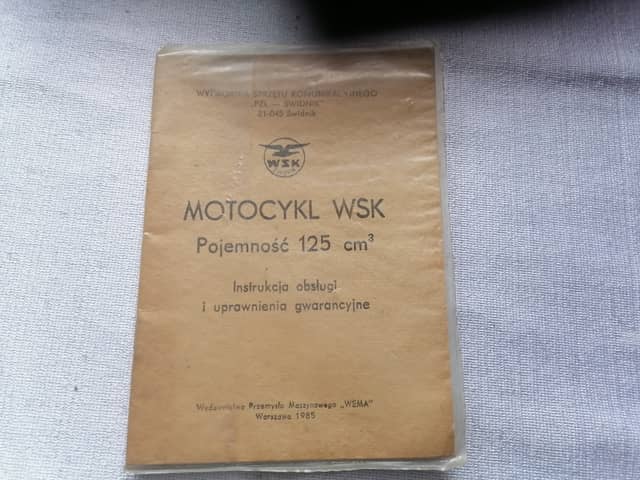 WYTWÓRNIA SPRZĘTU KOMUNIKACYJNEGO
„PZL — ŚWIDNIK"
21-045 Świdnik
WSK
MOTOCYKL WSK
Pojemność 125 cm³
Instrukcja obsługi
i uprawnienia gwarancyjne
Wydawnictwa Przemysłu Maszynowego „WEMA"
Warszawa 1985